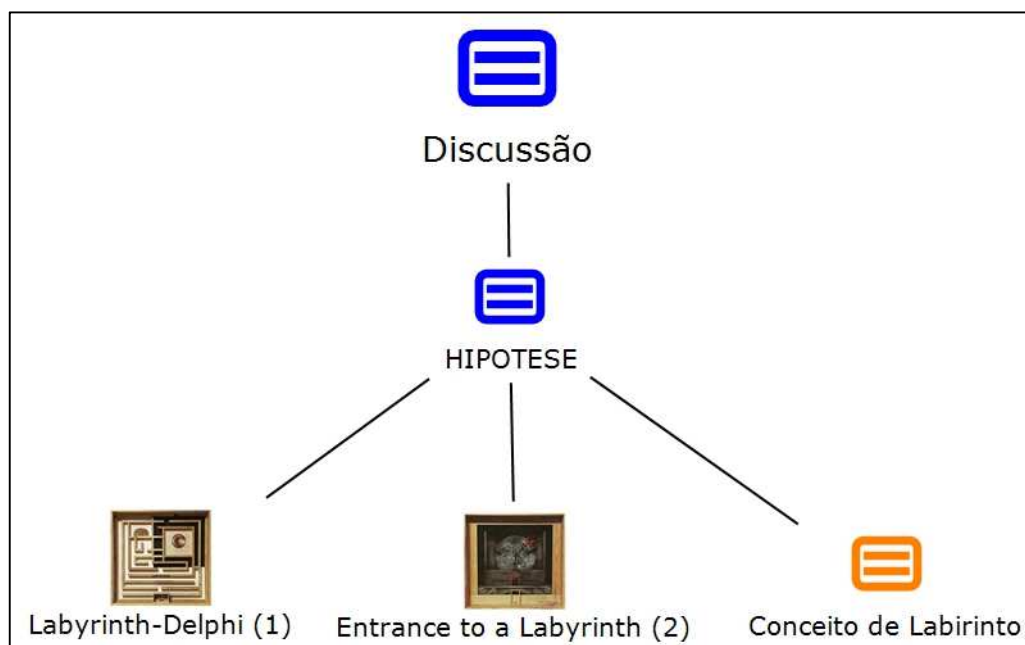 Discussão
HIPOTESE
Labyrinth-Delphi (1)
Entrance to a Labyrinth (2)
Conceito de Labirinto